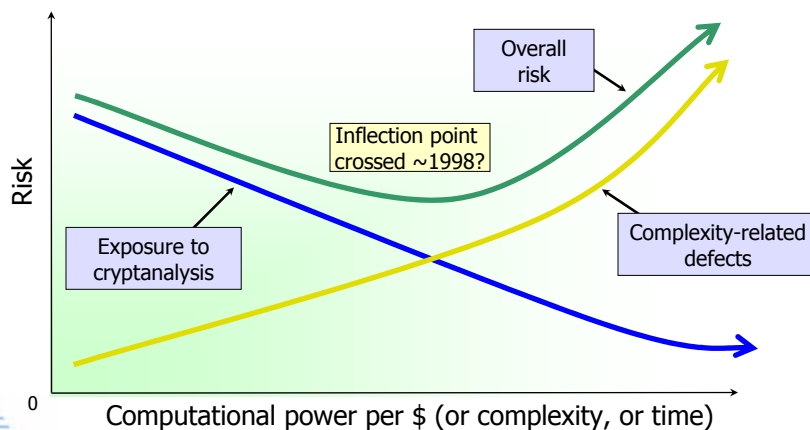 Overall
risk
Inflection point
crossed ~1998?
Risk
Exposure to
cryptanalysis
Complexity-related
defects
0
Computational power per $ (or complexity, or time)